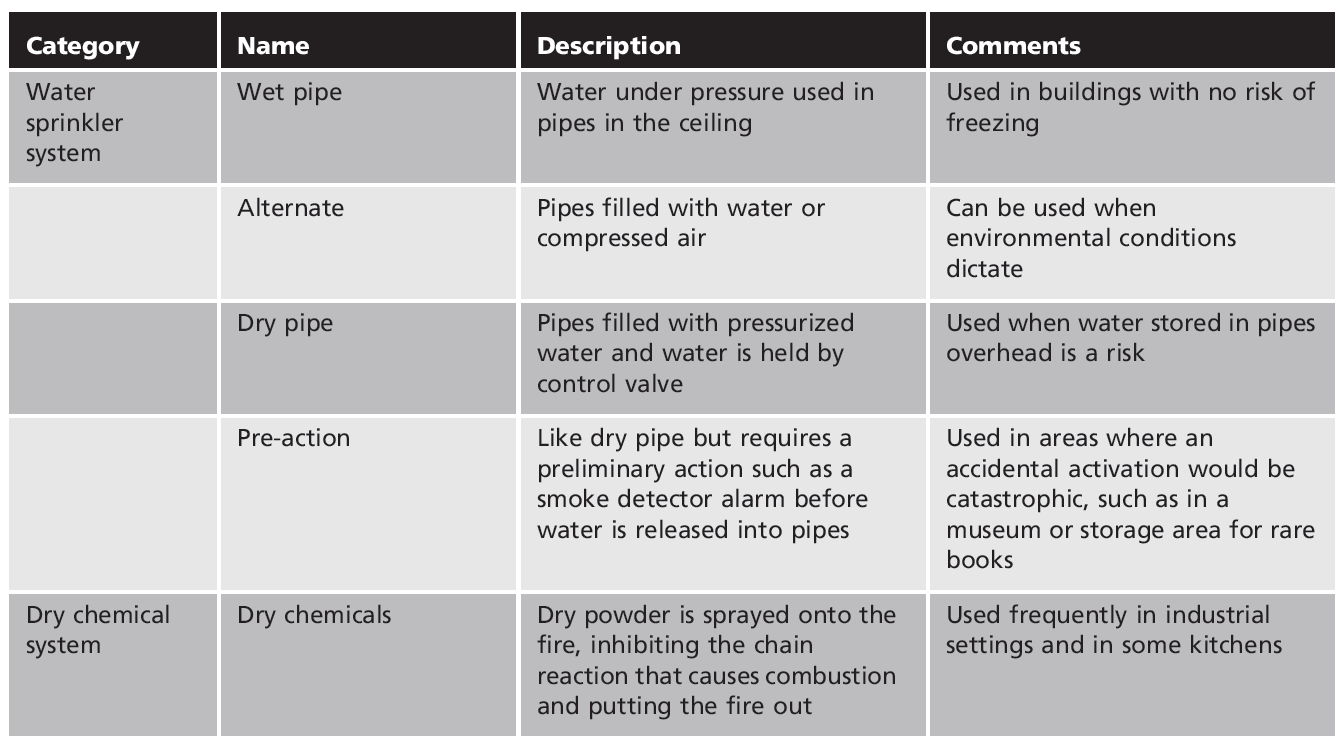 Category Name Description Comments
Water Wet pipe Water under pressure used in Used in buildings with no risk of
sprinkler pipes in the ceiling freezing
system
Alternate Pipes filled with water or Can be used when
compressed air environmental conditions
dictate
Dry pipe Pipes filled with pressurized Used when water stored in pipes
water and water is held by overhead is a risk
control valve
Pre-action Like dry pipe but requires a Used in areas where an
preliminary action such as a accidental activation would be
smoke detector alarm before catastrophic, such as in a
water is released into pipes museum or storage area for rare
books
Dry chemical Dry chemicals Dry powder is sprayed onto the Used frequently in industrial
system fire, inhibiting the chain settings and in some kitchens
reaction that causes combustion
and putting the fire out